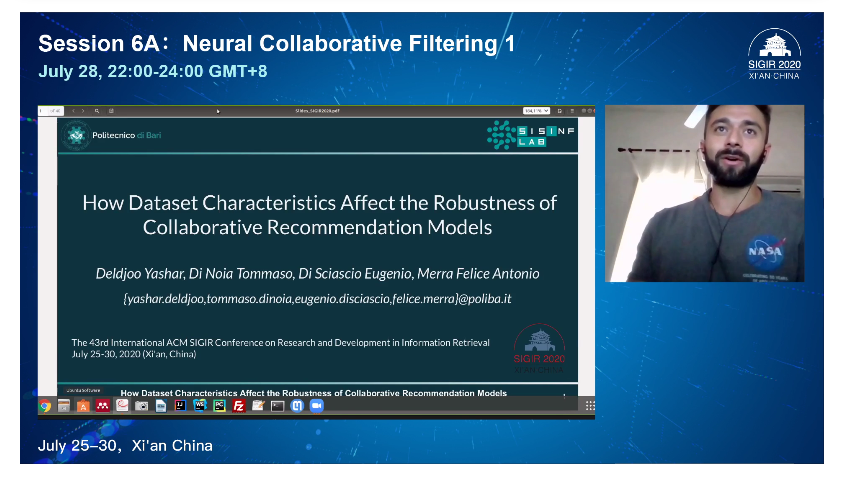 Session 6A： Neural Collaborative Filtering 1
July 28, 22:00-24:00 GMT+8
SIGIR 2020
XI'AN·CHINA
Slides_SIGIR2020.pdf
Politecnico di Bari
SISINF
LAB
How Dataset Characteristics Affect the Robustness of
Collaborative Recommendation Models
Deldjoo Yashar, Di Noia Tommaso, Di Sciascio Eugenio, Merra Felice Antonio
{yashar.deldjoo,tommaso.dinoia,eugenio.disciascio,felice.merra}@poliba.it
The 43rd International ACM SIGIR Conference on Research and Development in Information Retrieval
July 25-30, 2020 (Xi'an, China)
SIGIR 2020
XI'AN·CHINA
Ubuntu Software
How Dataset Characteristics Affect the Robustness of Collaborative Recommendation Models
NASA
July 25–30, Xi'an China